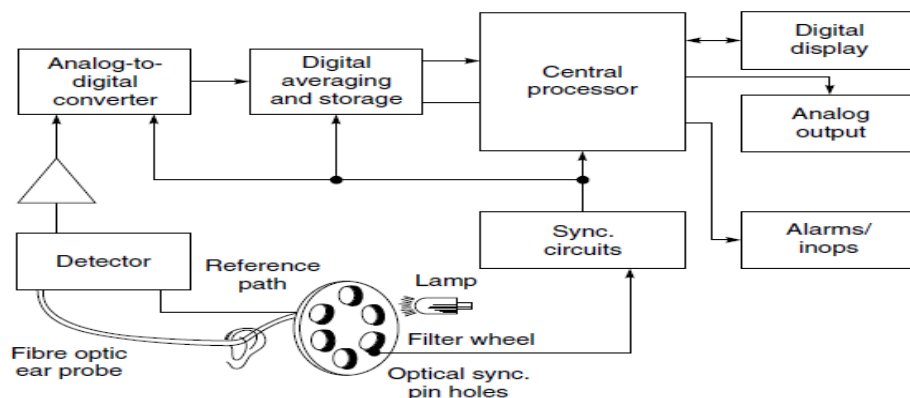 Analog-to-
digital
converter
Digital
averaging
and storage
Central
processor
Digital
display
Analog
output
Sync.
circuits
Alarms/
inops
Detector
Reference
path
Lamp
Filter wheel
Fibre optic
ear probe
Optical sync.
pin holes